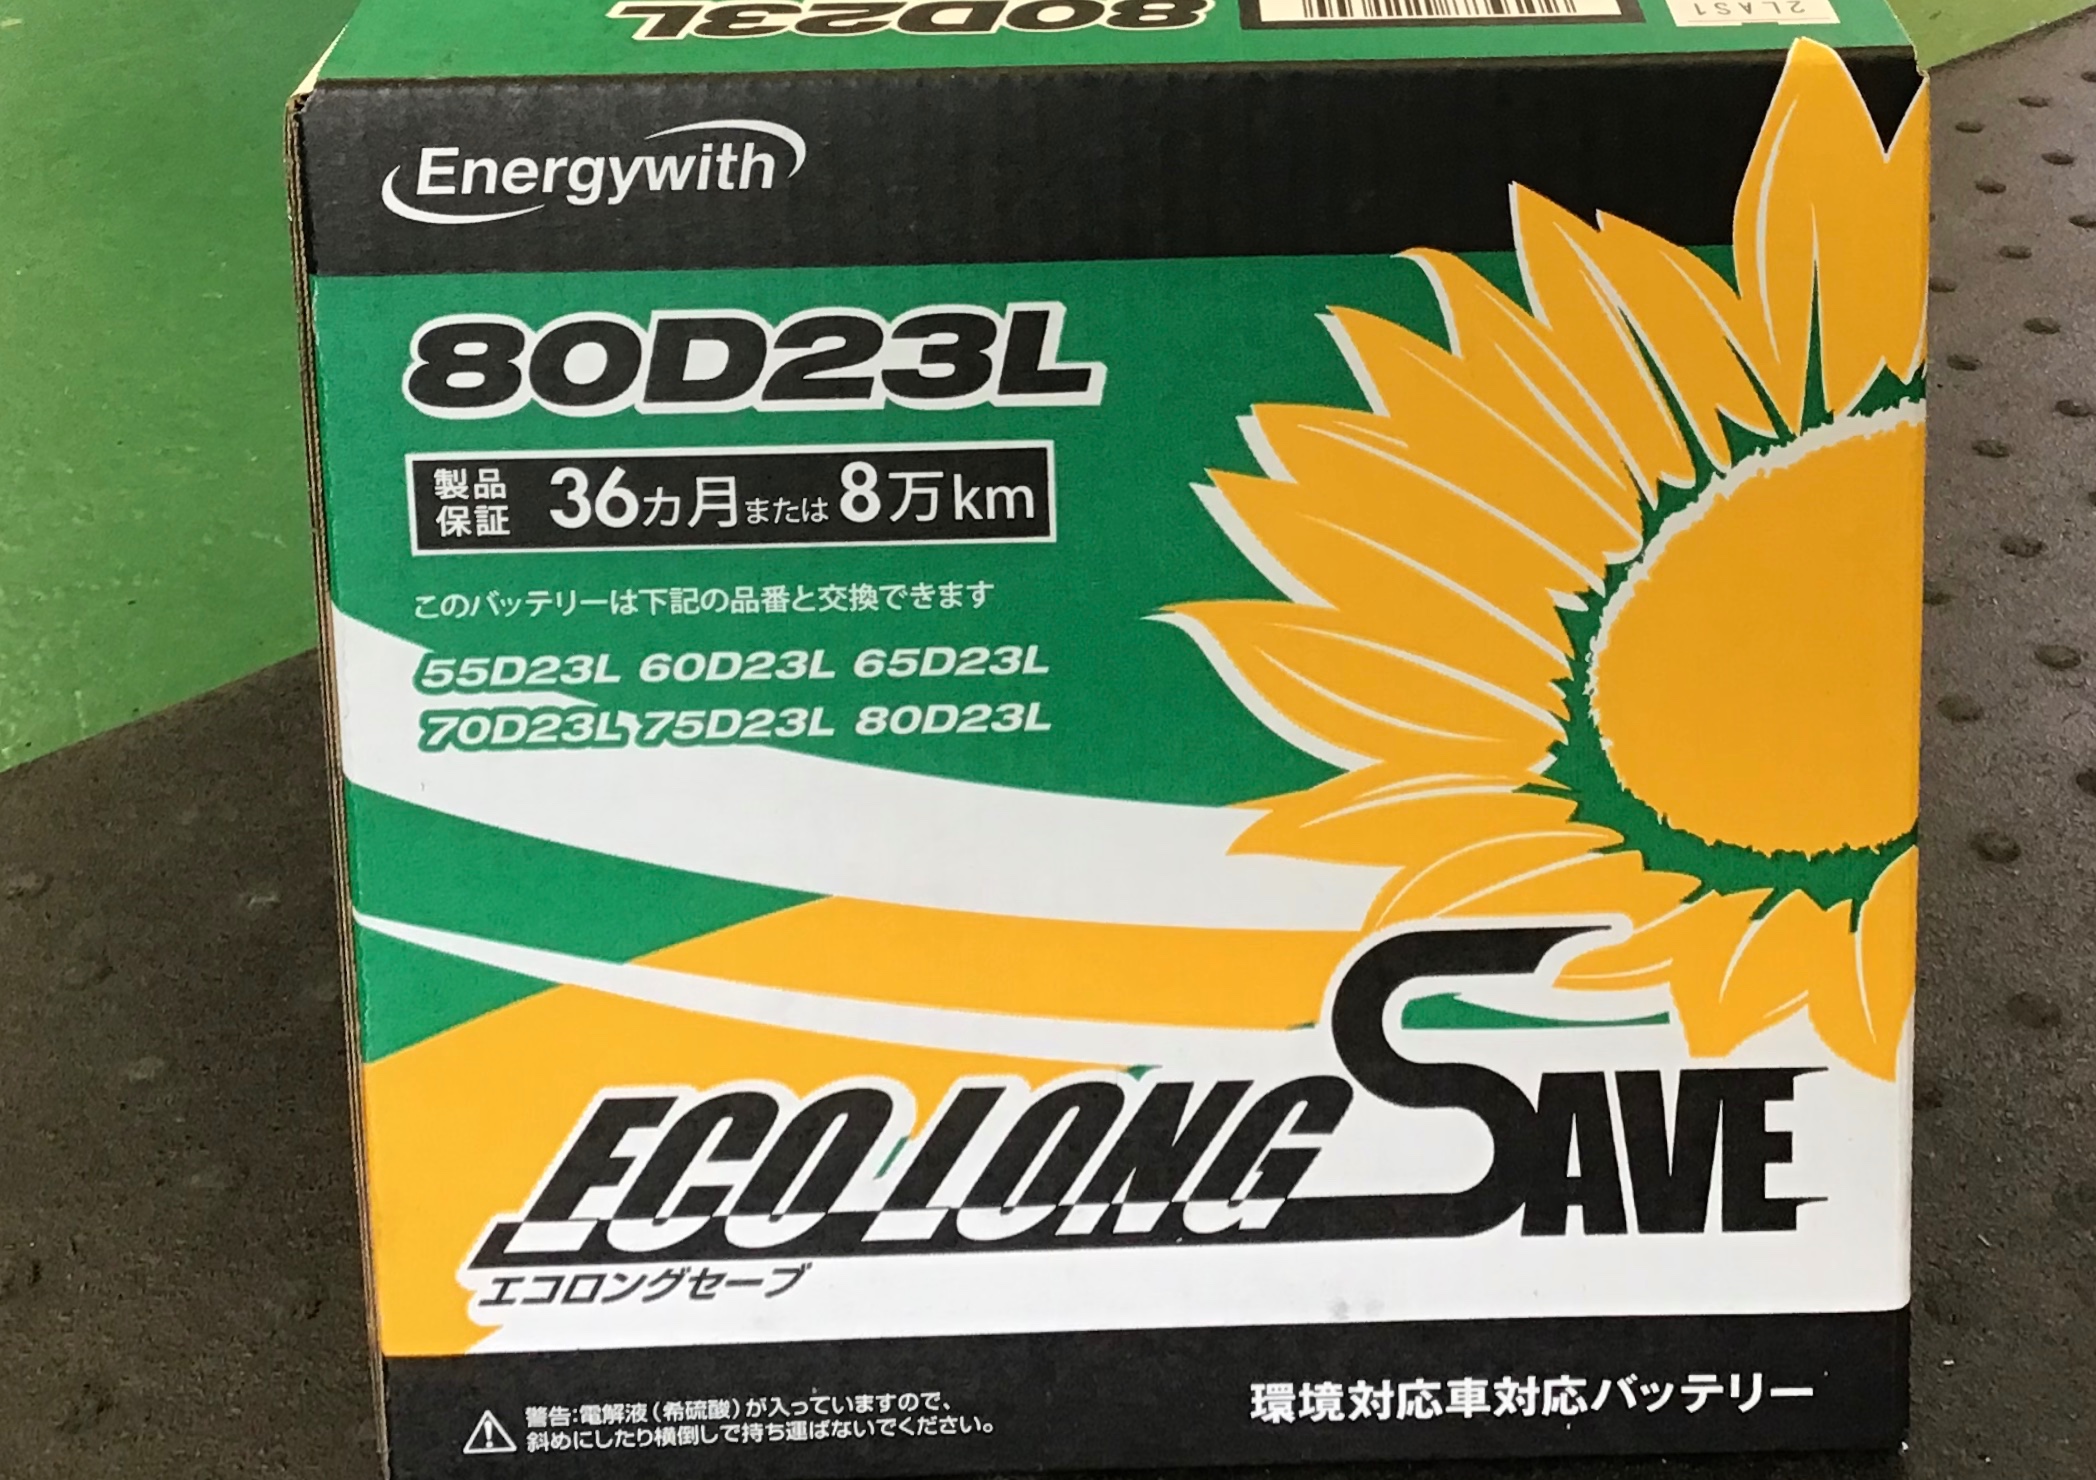 80D23L
2LAS1
Energywith
80D23L
製品保証 36カ月または8万km
このバッテリーは下記の品番と交換できます
55D23L 60D23L 65D23L
70D23L 75D23L 80D23L
ECO LONG SAVE
エコロングセーブ
警告:電解液(希硫酸)が入っていますので、
斜めにしたり横倒しで持ち運ばないでください。
環境対応車対応バッテリー